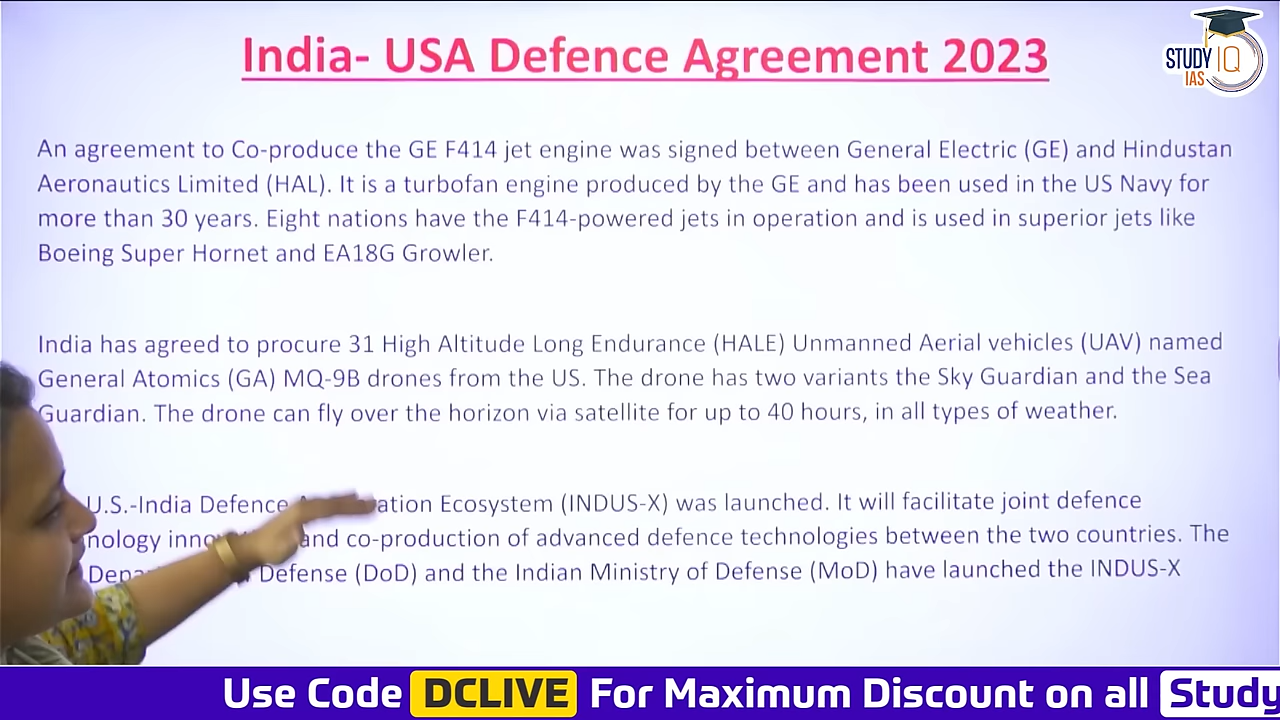 India- USA Defence Agreement 2023
STUDY IQ
IAS
An agreement to Co-produce the GE F414 jet engine was signed between General Electric (GE) and Hindustan
Aeronautics Limited (HAL). It is a turbofan engine produced by the GE and has been used in the US Navy for
more than 30 years. Eight nations have the F414-powered jets in operation and is used in superior jets like
Boeing Super Hornet and EA18G Growler.
India has agreed to procure 31 High Altitude Long Endurance (HALE) Unmanned Aerial vehicles (UAV) named
General Atomics (GA) MQ-9B drones from the US. The drone has two variants the Sky Guardian and the Sea
Guardian. The drone can fly over the horizon via satellite for up to 40 hours, in all types of weather.
U.S.-India Defence Ecosystem (INDUS-X) was launched. It will facilitate joint defence
and co-production of advanced defence technologies between the two countries. The
Defense (DoD) and the Indian Ministry of Defense (MoD) have launched the INDUS-X
Use Code DCLIVE For Maximum Discount on all Study